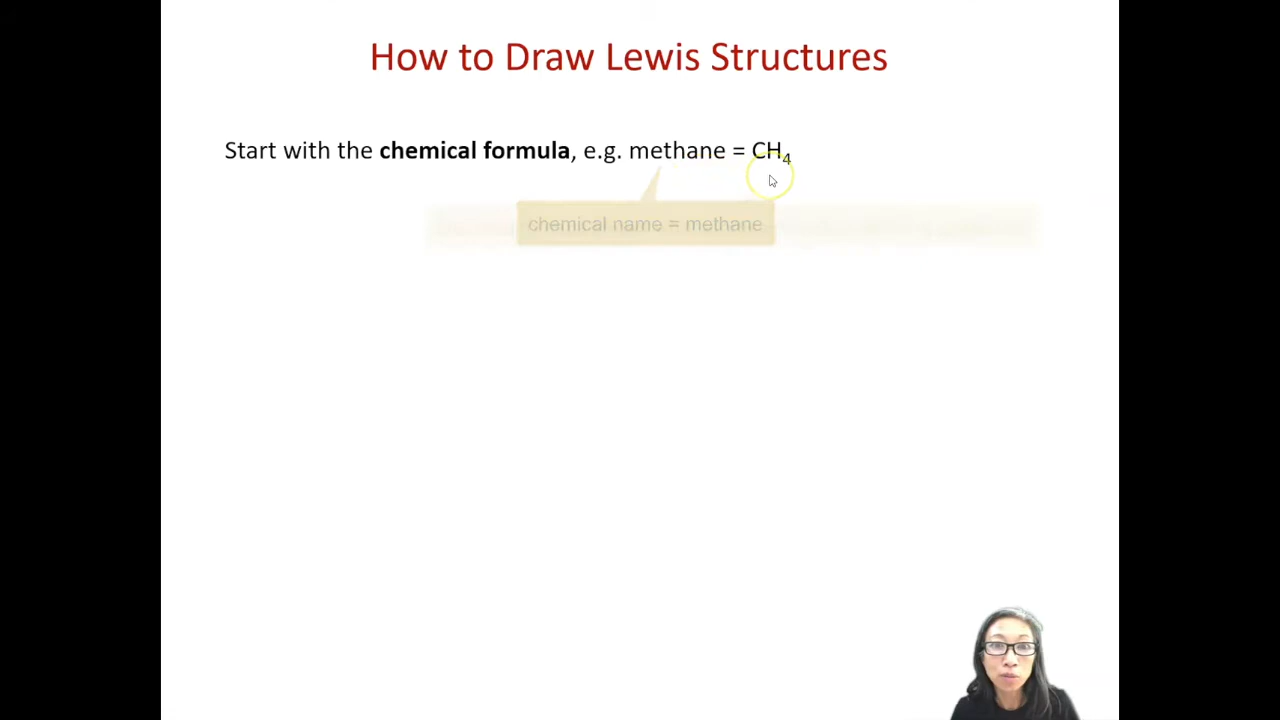 How to Draw Lewis Structures
Start with the chemical formula, e.g. methane = CH₄
chemical name = methane